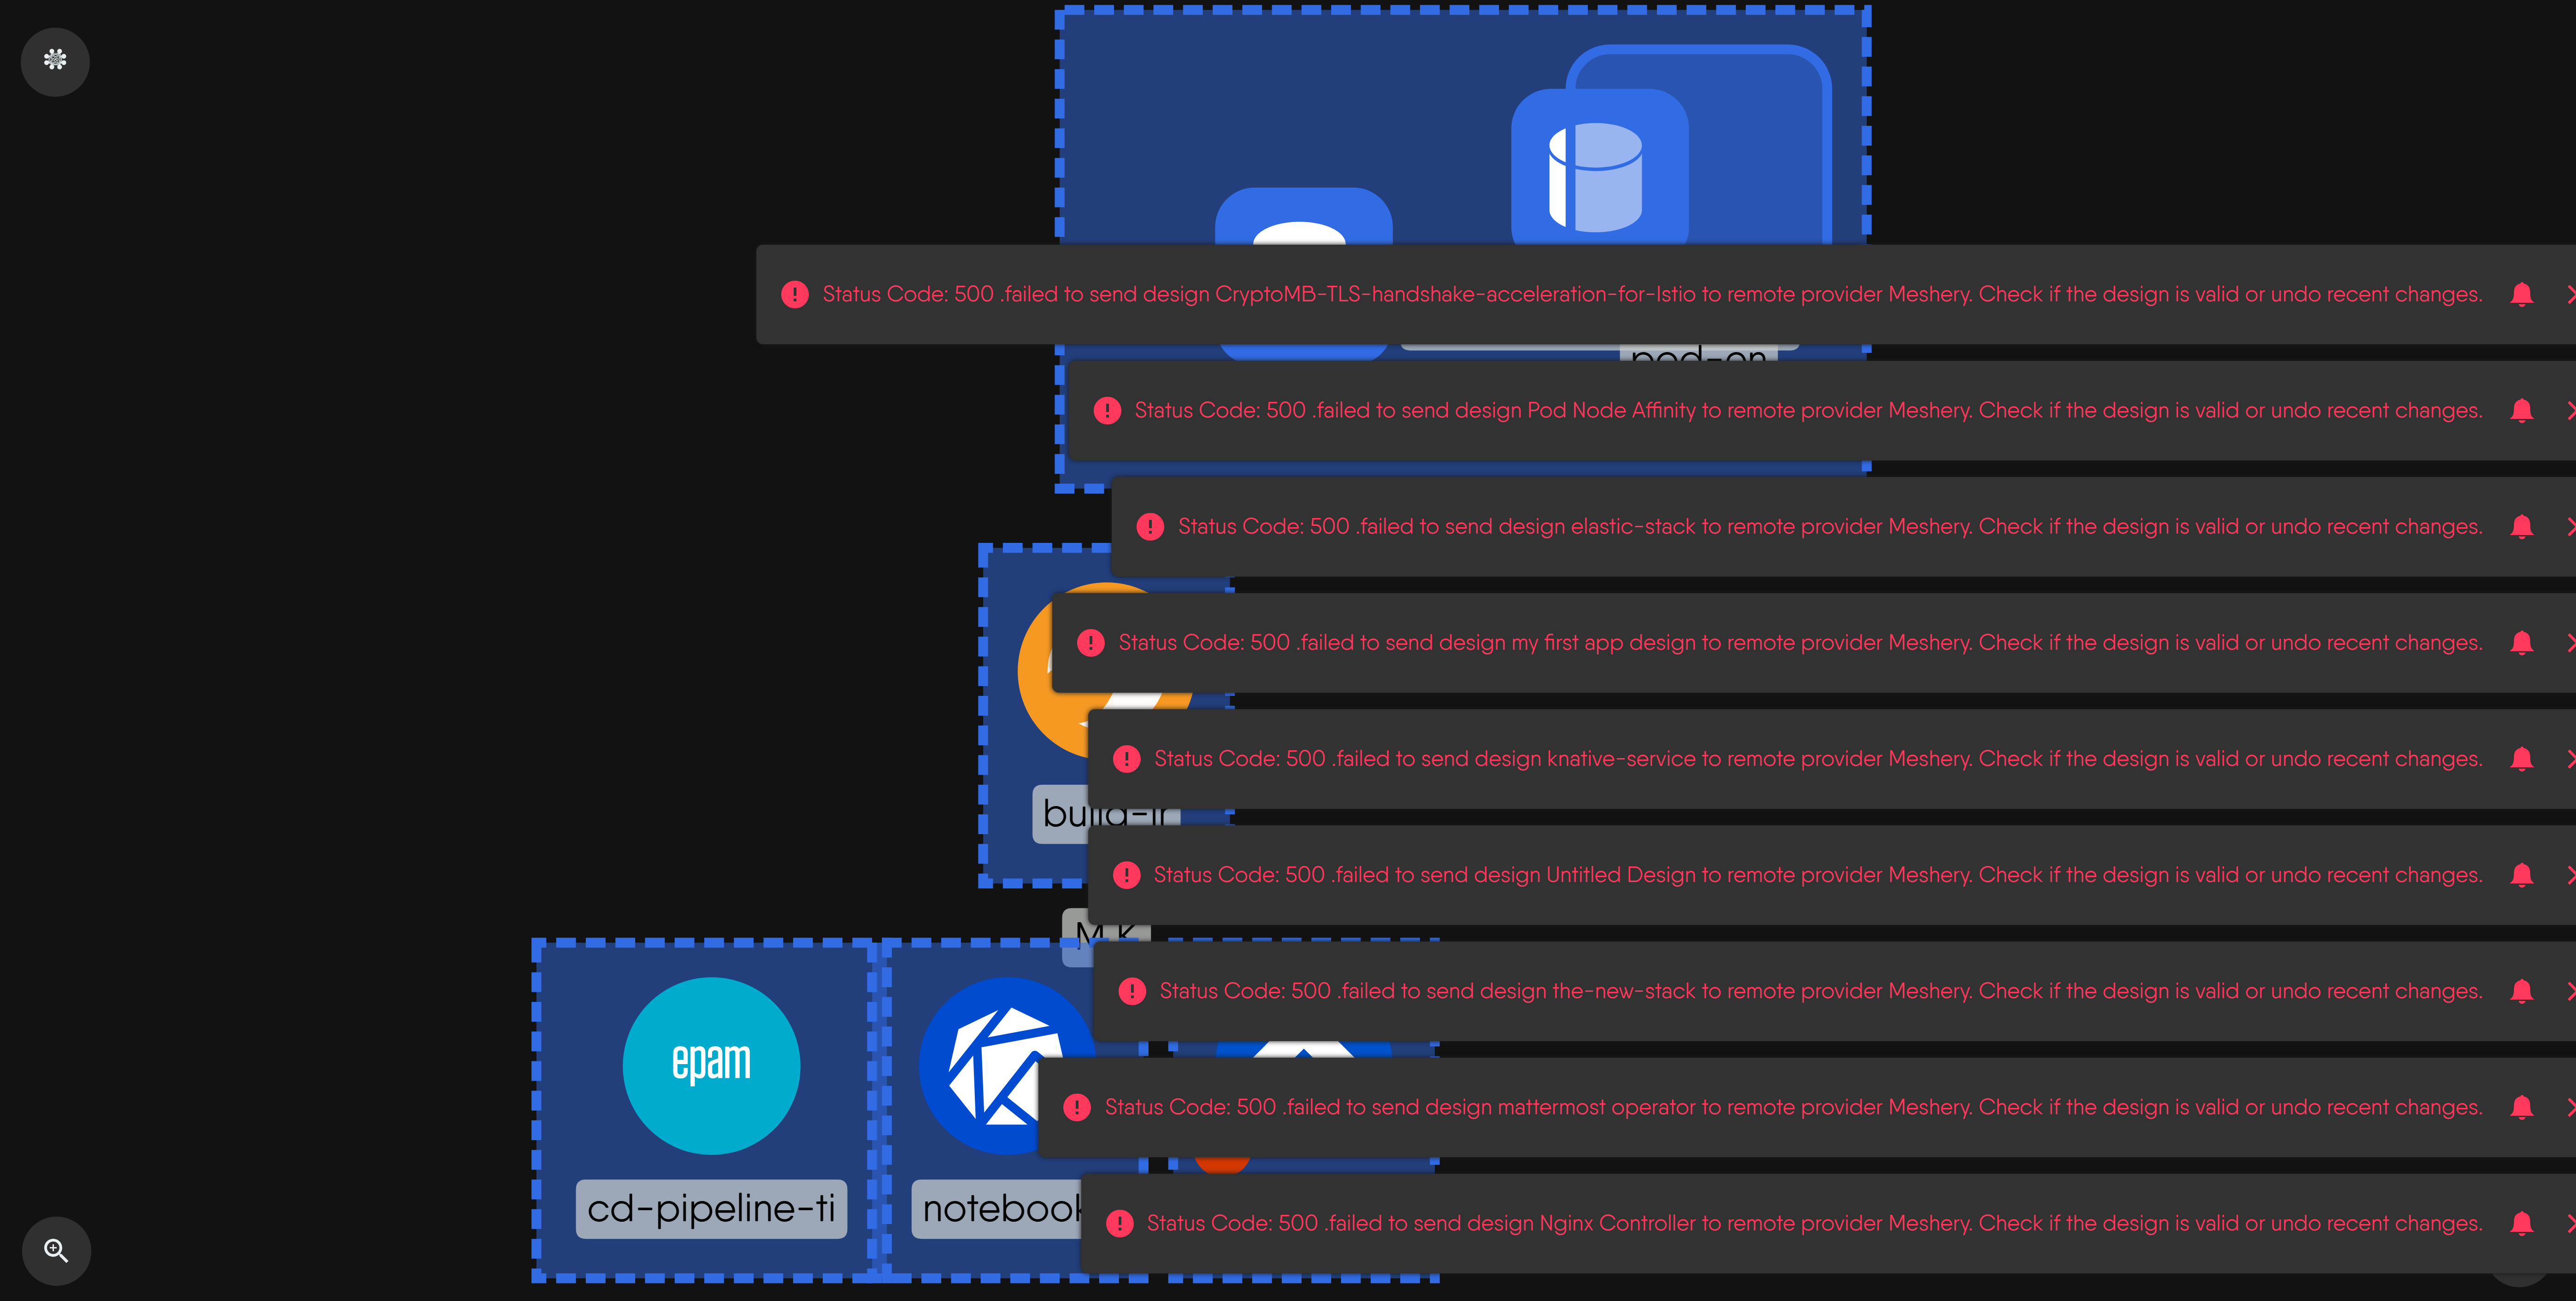 Status Code: 500 .failed to send design CryptoMB-TLS-handshake-acceleration-for-Istio to remote provider Meshery. Check if the design is valid or undo recent changes.
pod-on
Status Code: 500 .failed to send design Pod Node Affinity to remote provider Meshery. Check if the design is valid or undo recent changes.
Status Code: 500 .failed to send design elastic-stack to remote provider Meshery. Check if the design is valid or undo recent changes.
Status Code: 500 .failed to send design my first app design to remote provider Meshery. Check if the design is valid or undo recent changes.
Status Code: 500 .failed to send design knative-service to remote provider Meshery. Check if the design is valid or undo recent changes.
Status Code: 500 .failed to send design Untitled Design to remote provider Meshery. Check if the design is valid or undo recent changes.
Status Code: 500 .failed to send design the-new-stack to remote provider Meshery. Check if the design is valid or undo recent changes.
epam
Status Code: 500 .failed to send design mattermost operator to remote provider Meshery. Check if the design is valid or undo recent changes.
cd-pipeline-ti
notebook
Status Code: 500 .failed to send design Nginx Controller to remote provider Meshery. Check if the design is valid or undo recent changes.